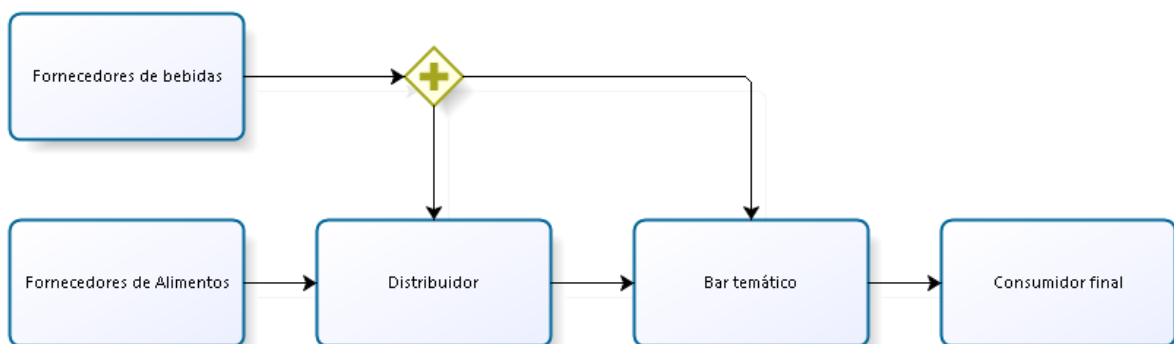 Fornecedores de bebidas
Fornecedores de Alimentos
Distribuidor
Bar temático
Consumidor final